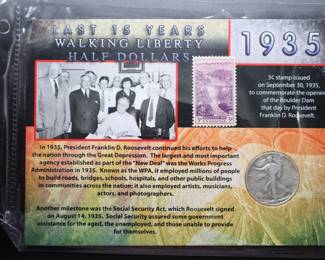 LAST 15 YEARS
WALKING LIBERTY
HALF DOLLARS
1935
3¢ stamp issued
on September 30, 1935,
to commemorate the opening
of the Boulder Dam
that day by President
Franklin D. Roosevelt.
In 1935, President Franklin D. Roosevelt continued his efforts to help
the nation through the Great Depression. The largest and most important
agency established as part of the "New Deal" was the Works Progress
Administration in 1935. Known as the WPA, it employed millions of people
to build roads, bridges, schools, hospitals, and other public buildings
in communities across the nation; it also employed artists, musicians,
actors, and photographers.
Another milestone was the Social Security Act, which Roosevelt signed
on August 14, 1935. Social Security assured some government
assistance for the aged, the unemployed, and those unable to provide
for themselves.